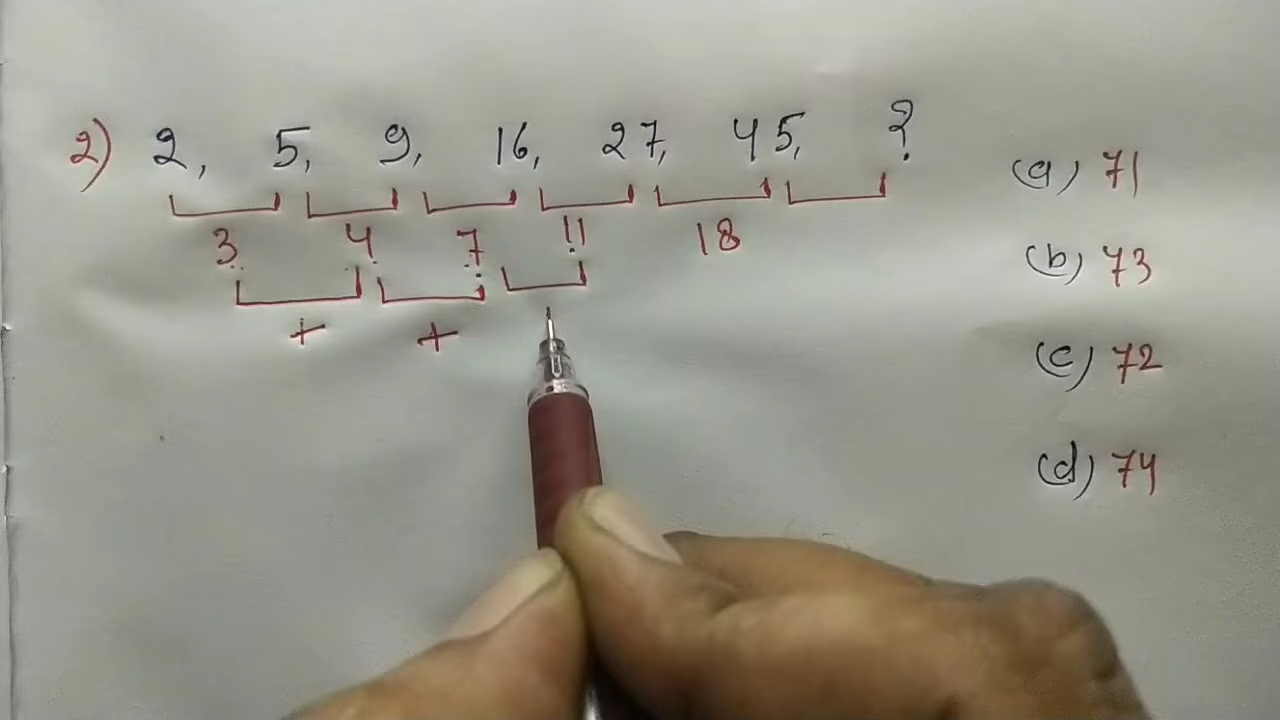 2) 2, 5, 9, 16, 27, 45, ?
3 4 7 11 18
+ +
(a) 71
(b) 73
(c) 72
(d) 74